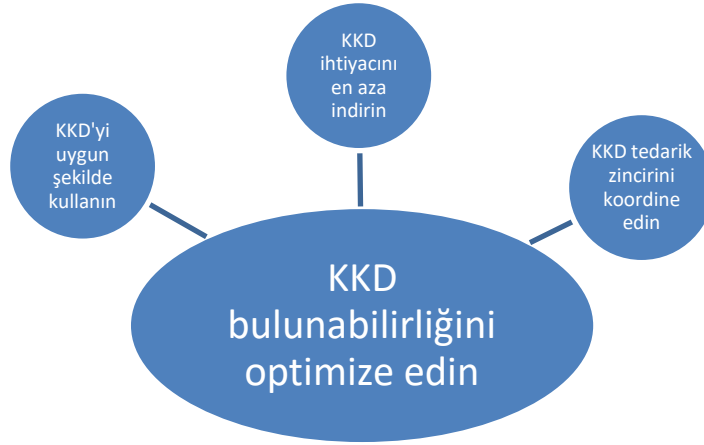 KKD'yi
uygun
şekilde
kullanın
KKD
ihtiyacını
en aza
indirin
KKD tedarik
zincirini
koordine
edin
KKD
bulunabilirliğini
optimize edin